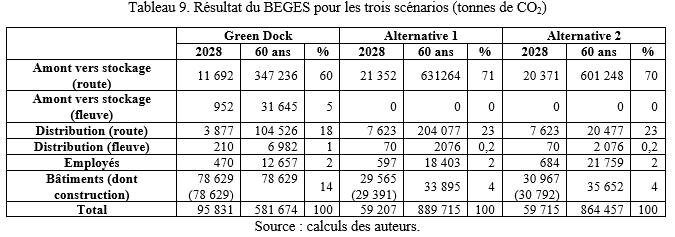 Tableau 9. Résultat du BEGES pour les trois scénarios (tonnes de CO₂)
Green Dock Alternative 1 Alternative 2
2028 60 ans % 2028 60 ans % 2028 60 ans %
Amont vers stockage (route) 11 692 347 236 60 21 352 631264 71 20 371 601 248 70
Amont vers stockage (fleuve) 952 31 645 5 0 0 0 0 0 0
Distribution (route) 3 877 104 526 18 7 623 204 077 23 7 623 20 477 23
Distribution (fleuve) 210 6 982 1 70 2076 0,2 70 2 076 0,2
Employés 470 12 657 2 597 18 403 2 684 21 759 2
Bâtiments (dont construction) 78 629 (78 629) 78 629 14 29 565 (29 391) 33 895 4 30 967 (30 792) 35 652 4
Total 95 831 581 674 100 59 207 889 715 100 59 715 864 457 100
Source : calculs des auteurs.